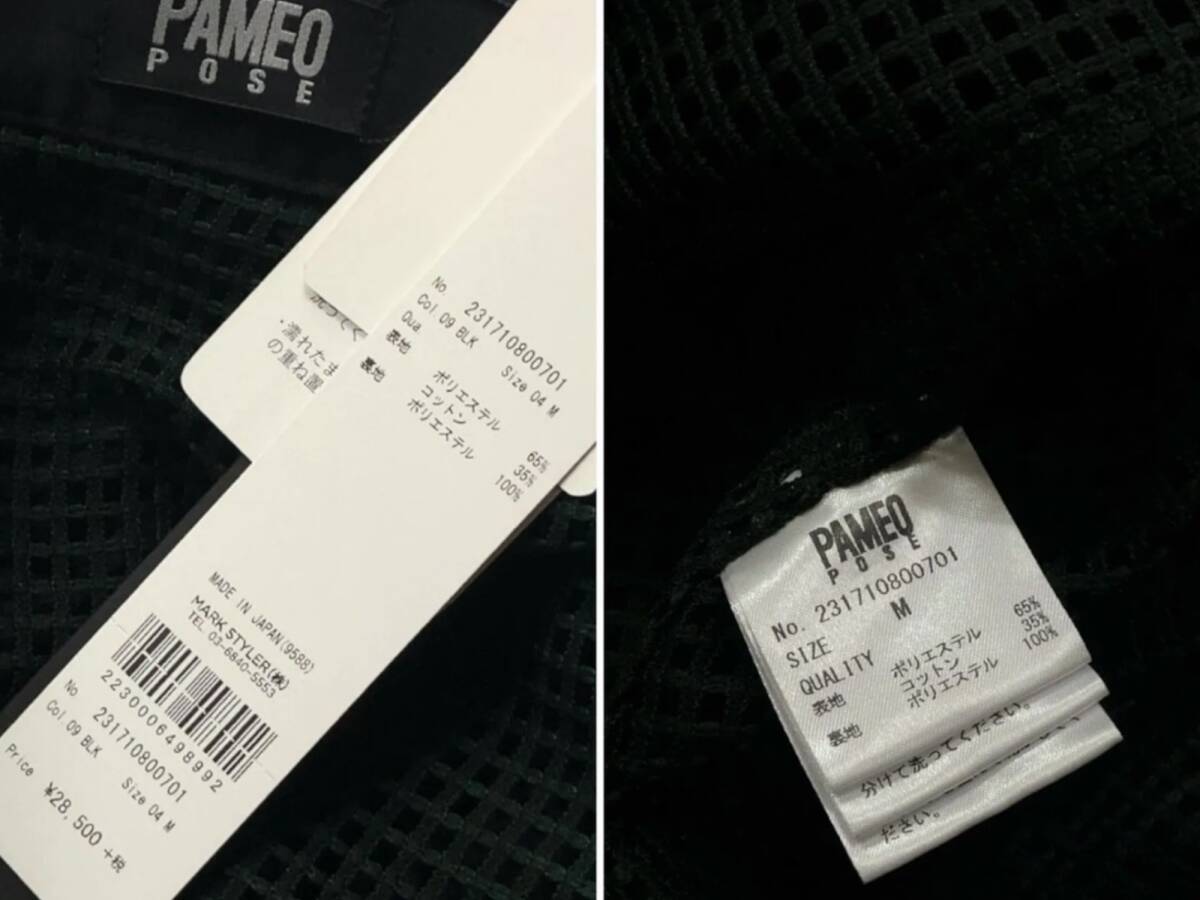 PAMEO
POSE
洗ってく
・濡れたま
の重ね置
No. 231710800701
Col 09 BLK Size 04 M
Qua
表地 ポリエステル 65%
コットン 35%
裏地 ポリエステル 100%
MADE IN JAPAN(9588)
MARK STYLER(株)
TEL 03-6840-5553
2230006498992
No 231710800701
Col 09 BLK Size 04 M
Price ¥28,500 +税
PAMEO
POSE
No. 231710800701
SIZE M
QUALITY
表地 ポリエステル 65%
コットン 35%
裏地 ポリエステル 100%
分けて洗ってください。
ださい。